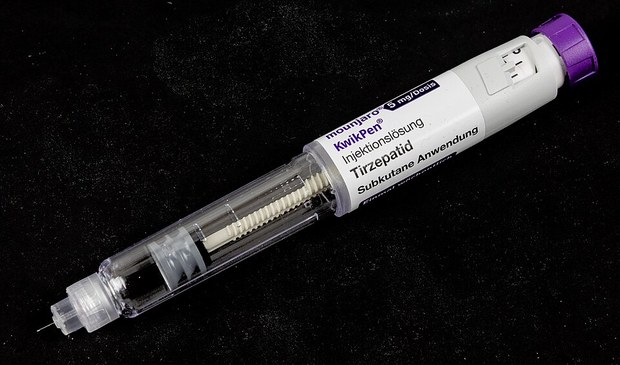 mounjaro® 5 mg/Dosis
KwikPen®
Injektionslösung
Tirzepatid
Subkutane Anwendung